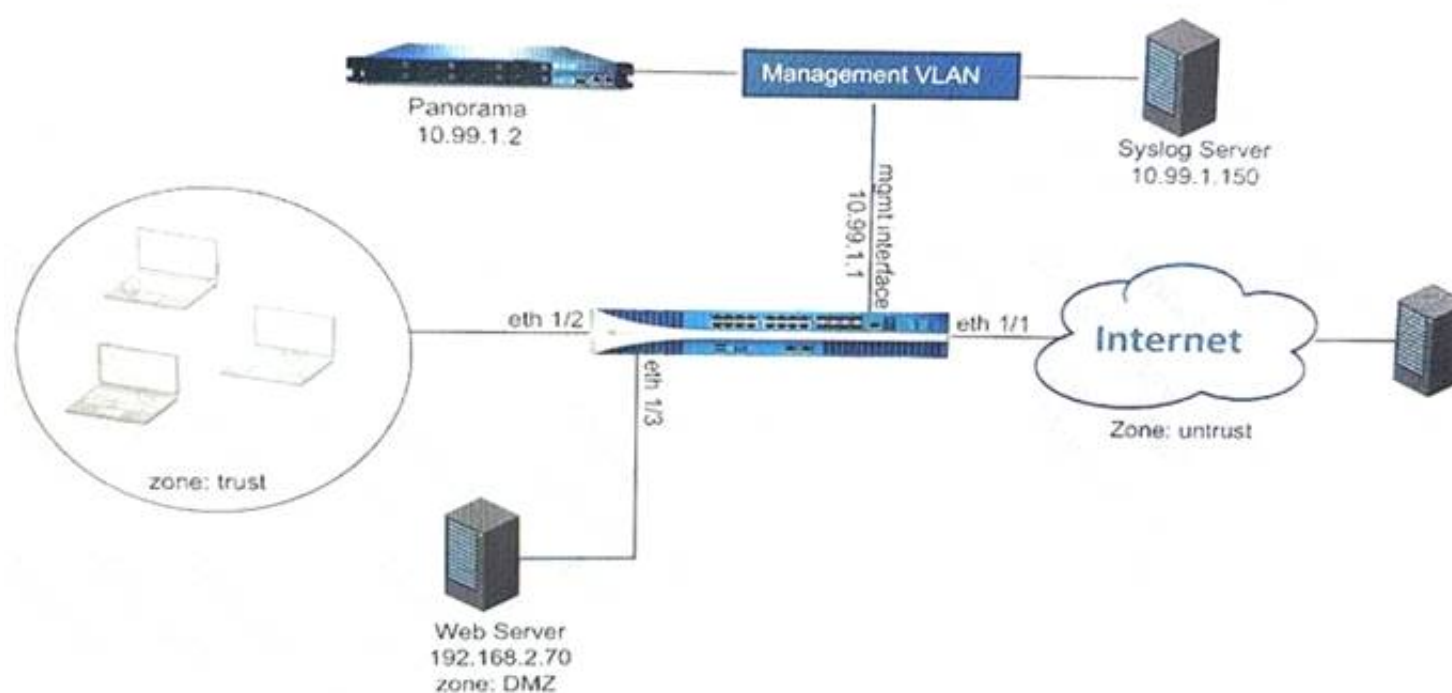 Management VLAN
Panorama
10.99.1.2
Syslog Server
10.99.1.150
mgmt interface
10.99.1.1
eth 1/2
eth 1/1
eth 1/3
Internet
Zone: untrust
zone: trust
Web Server
192.168.2.70
zone: DMZ